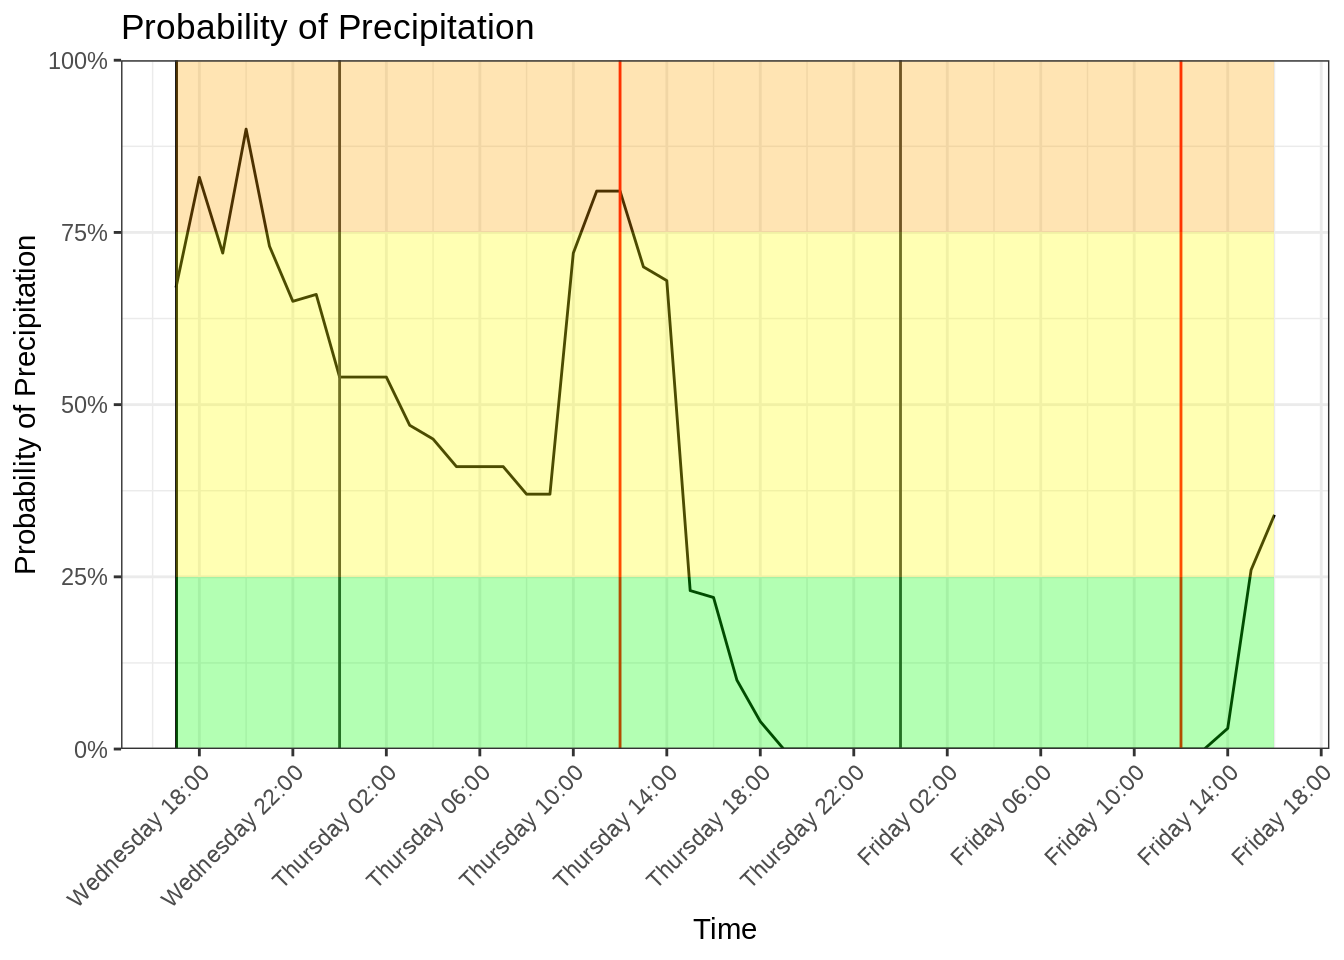 Probability of Precipitation
Probability of Precipitation
100%
75%
50%
25%
0%
Wednesday 18:00
Wednesday 22:00
Thursday 02:00
Thursday 06:00
Thursday 10:00
Thursday 14:00
Thursday 18:00
Thursday 22:00
Friday 02:00
Friday 06:00
Friday 10:00
Friday 14:00
Friday 18:00
Time